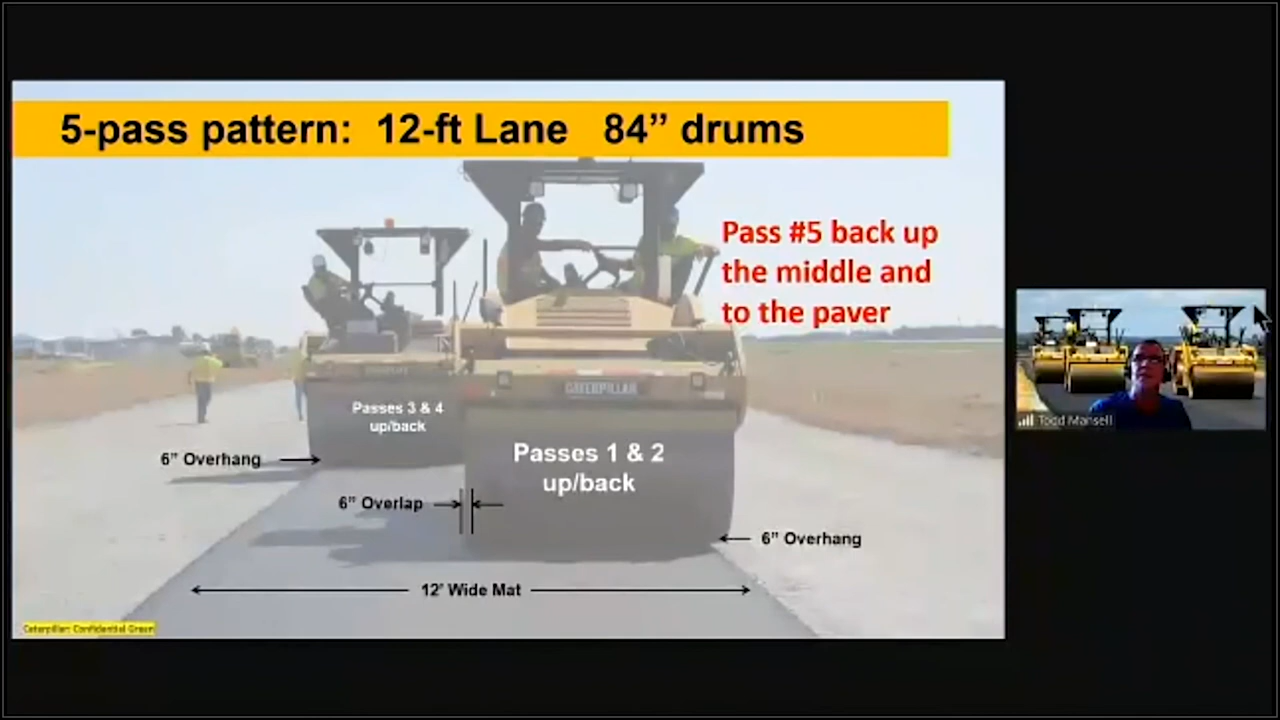 5-pass pattern: 12-ft Lane 84” drums
Pass #5 back up
the middle and
to the paver
CATERPILLAR
Passes 3 & 4
up/back
Passes 1 & 2
up/back
6” Overhang
6” Overlap
6” Overhang
12’ Wide Mat
Caterpillar: Confidential Green
Todd Mansell